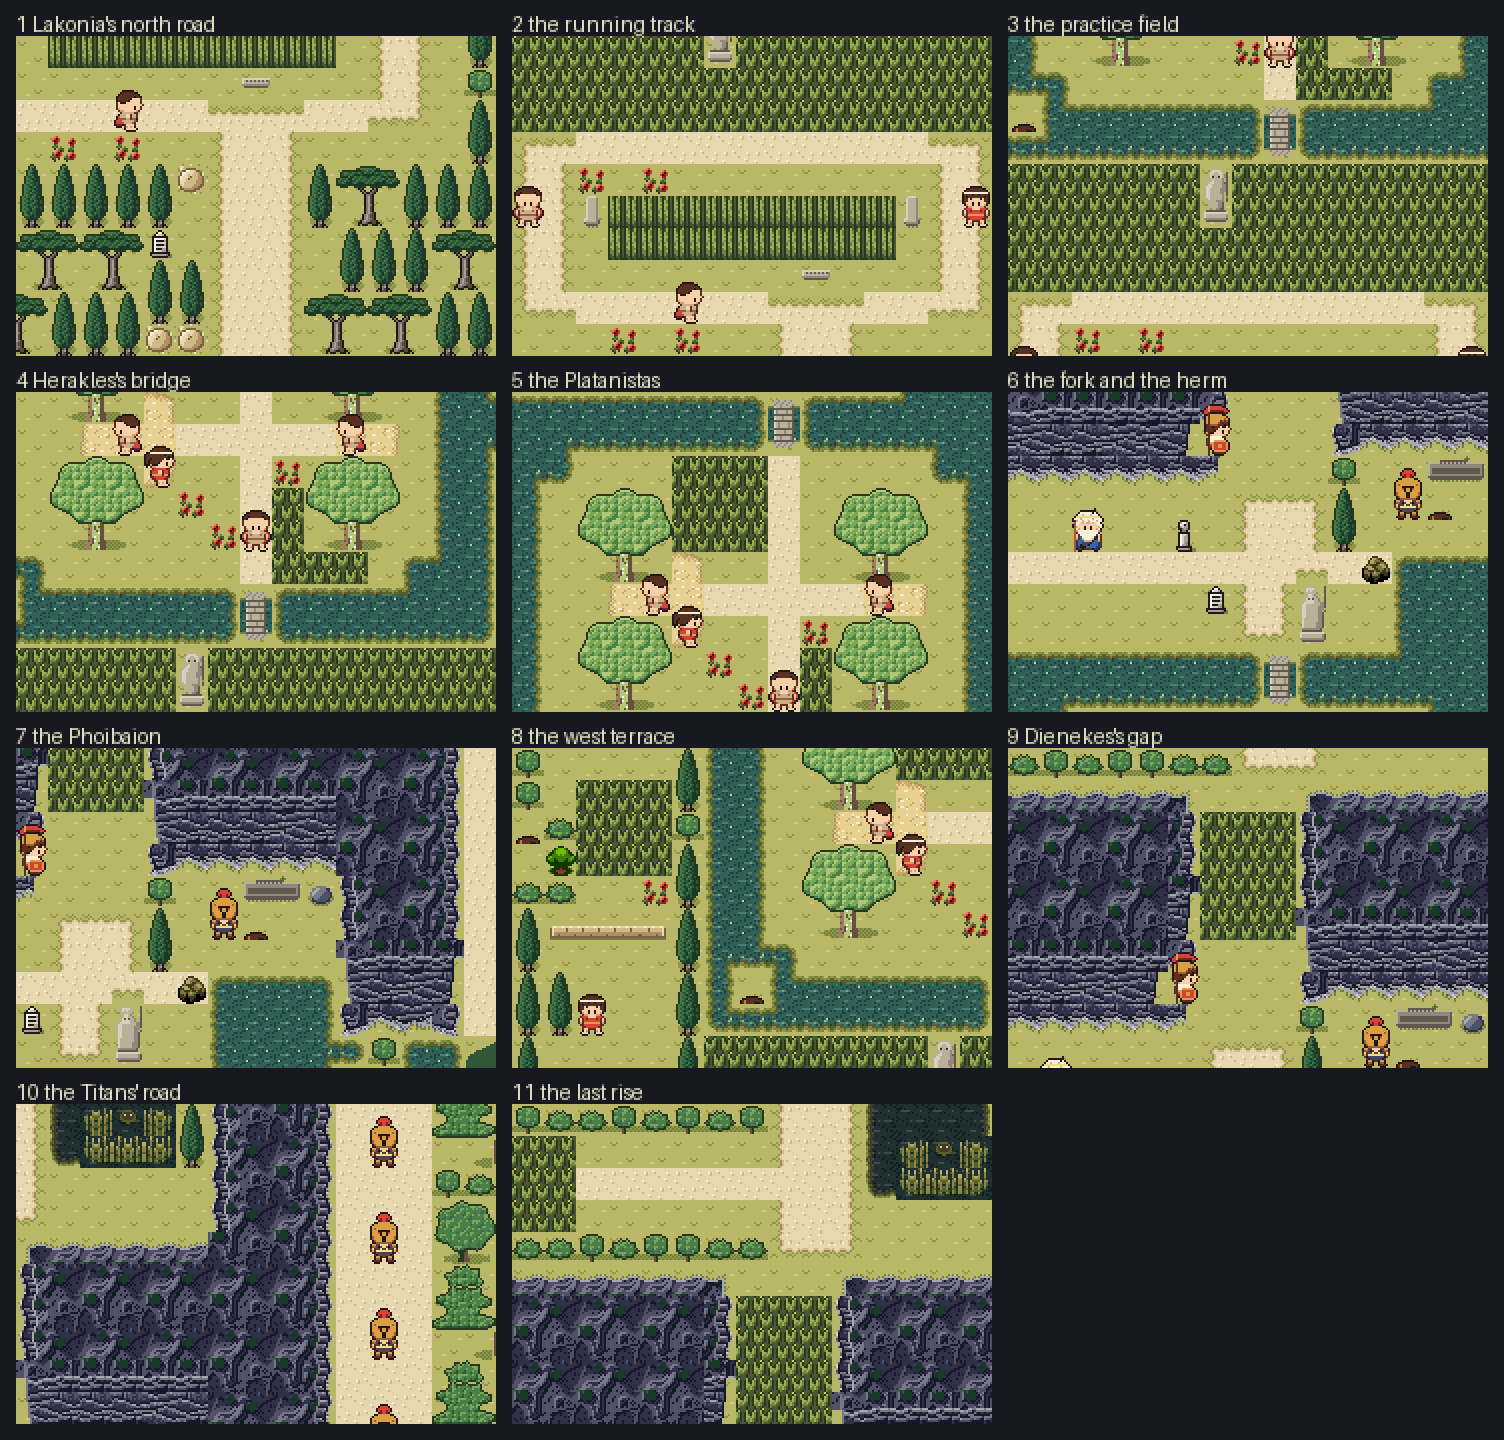 1 Lakonia's north road
2 the running track
3 the practice field
4 Herakles's bridge
5 the Platanistas
6 the fork and the herm
7 the Phoibaion
8 the west terrace
9 Dienekes's gap
10 the Titans' road
11 the last rise